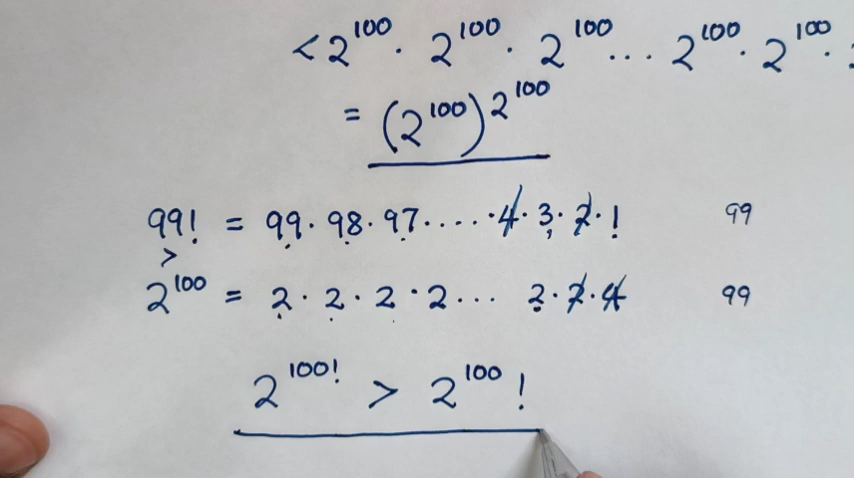 < 2^100 · 2^100 · 2^100 ... 2^100 · 2^100 ·
= (2^100)^2^100
99! = 99 · 98 · 97 ····· 4 · 3 · 2 · 1 99
>
2^100 = 2 · 2 · 2 · 2 ... 2 · 2 · 4 99
2^100! > 2^100 !